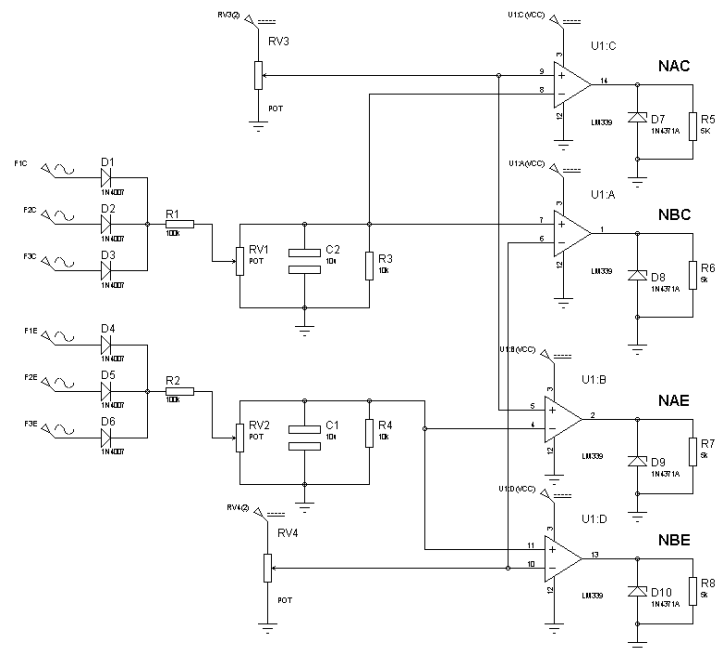 RV3(2)
RV3
POT
U1:C(VCC)
U1:C
NAC
3
9
8
14
12
LM339
D7
1N4371A
R5
5K
F1C
D1
1N4007
F2C
D2
1N4007
F3C
D3
1N4007
R1
100k
RV1
POT
C2
10u
R3
10k
U1:A(VCC)
U1:A
NBC
3
7
6
1
12
LM339
D8
1N4371A
R6
5k
F1E
D4
1N4007
F2E
D5
1N4007
F3E
D6
1N4007
R2
100k
RV2
POT
C1
10u
R4
10k
U1:B(VCC)
U1:B
NAE
3
5
4
2
12
LM339
D9
1N4371A
R7
5k
RV4(2)
RV4
POT
U1:D(VCC)
U1:D
NBE
3
11
10
13
12
LM339
D10
1N4371A
R8
5k